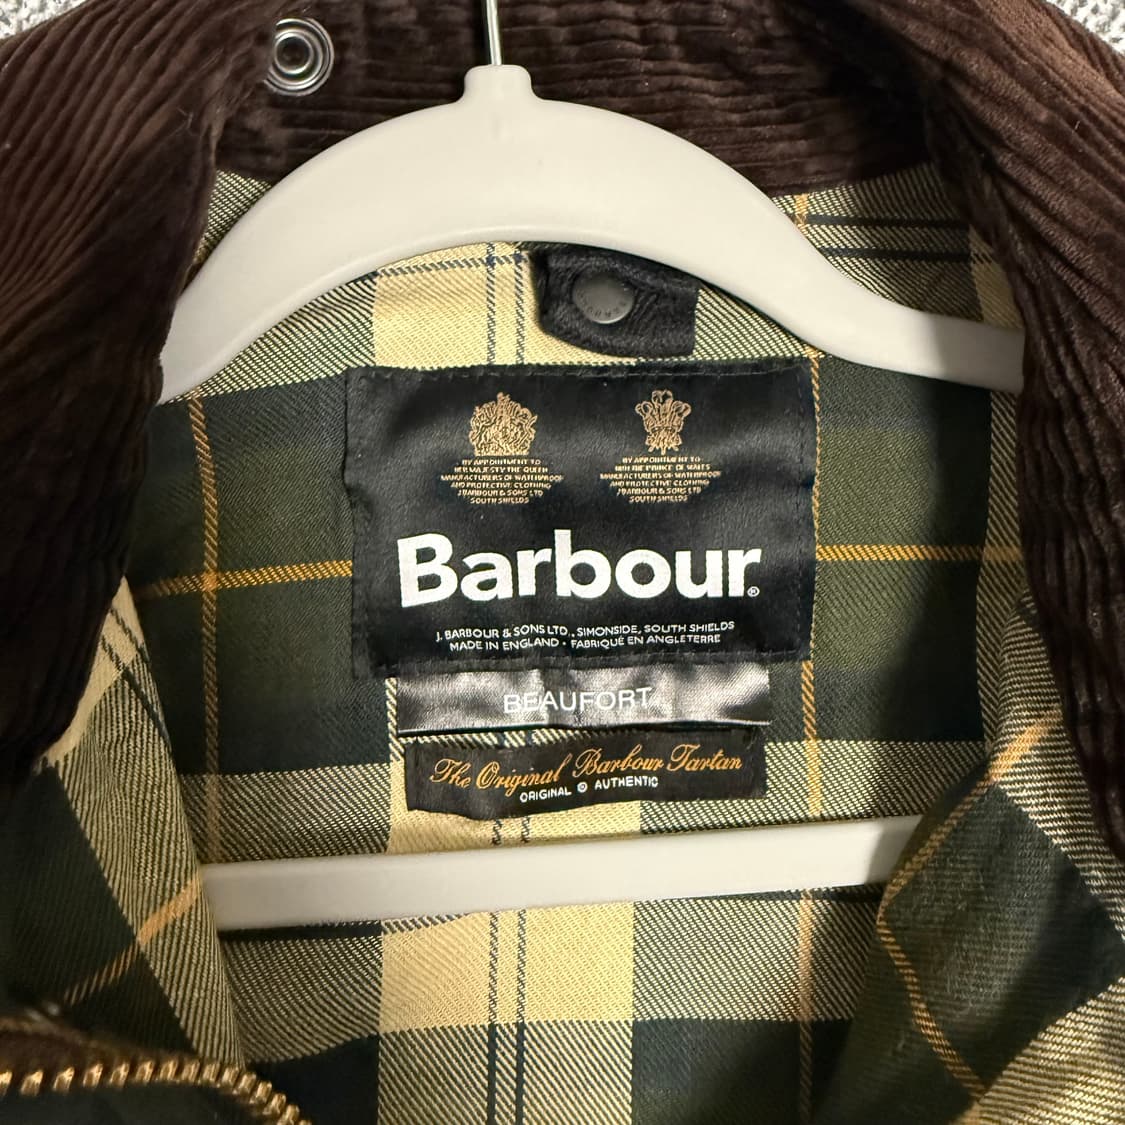 BY APPOINTMENT TO
HER MAJESTY THE QUEEN
MANUFACTURERS OF WATERPROOF
AND PROTECTIVE CLOTHING
J BARBOUR & SONS LTD
SOUTH SHIELDS
BY APPOINTMENT TO
HRH THE PRINCE OF WALES
MANUFACTURERS OF WATERPROOF
AND PROTECTIVE CLOTHING
J BARBOUR & SONS LTD
SOUTH SHIELDS
Barbour®
J. BARBOUR & SONS LTD., SIMONSIDE, SOUTH SHIELDS
MADE IN ENGLAND • FABRIQUÉ EN ANGLETERRE
BEAUFORT
The Original Barbour Tartan
ORIGINAL © AUTHENTIC